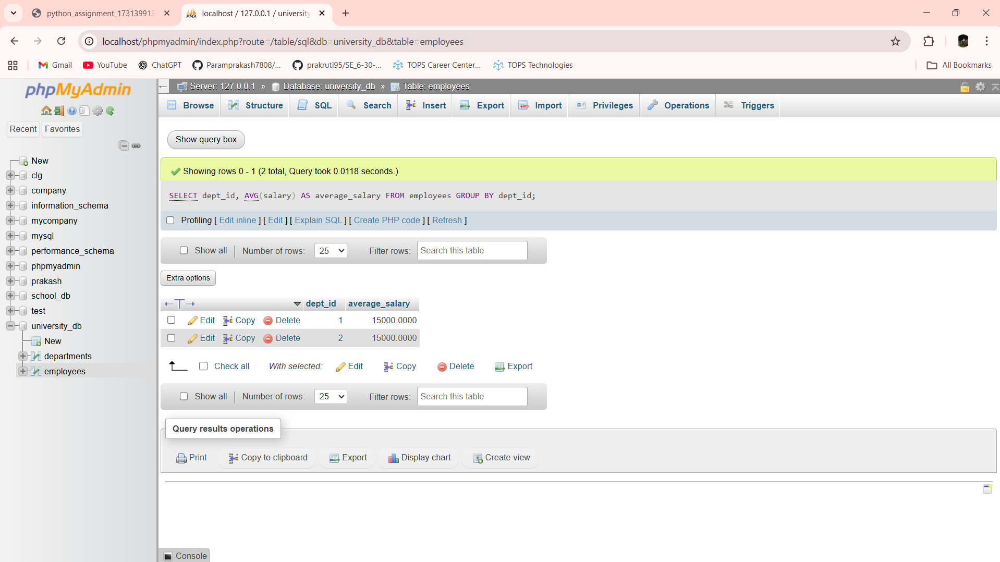 python_assignment_173139913
localhost / 127.0.0.1 / university
localhost/phpmyadmin/index.php?route=/table/sql&db=university_db&table=employees
Gmail
YouTube
ChatGPT
Paramprakash7808/...
prakruti95/SE_6-30-...
TOPS Career Center...
TOPS Technologies
All Bookmarks
phpMyAdmin
Recent
Favorites
New
clg
company
information_schema
mycompany
mysql
performance_schema
phpmyadmin
prakash
school_db
test
university_db
New
departments
employees
Server: 127.0.0.1 » Database: university_db » Table: employees
Browse
Structure
SQL
Search
Insert
Export
Import
Privileges
Operations
Triggers
Show query box
Showing rows 0 - 1 (2 total, Query took 0.0118 seconds.)
SELECT dept_id, AVG(salary) AS average_salary FROM employees GROUP BY dept_id;
Profiling [ Edit inline ] [ Edit ] [ Explain SQL ] [ Create PHP code ] [ Refresh ]
Show all Number of rows: 25 Filter rows: Search this table
Extra options
dept_id average_salary
Edit Copy Delete 1 15000.0000
Edit Copy Delete 2 15000.0000
Check all With selected: Edit Copy Delete Export
Show all Number of rows: 25 Filter rows: Search this table
Query results operations
Print Copy to clipboard Export Display chart Create view
Console